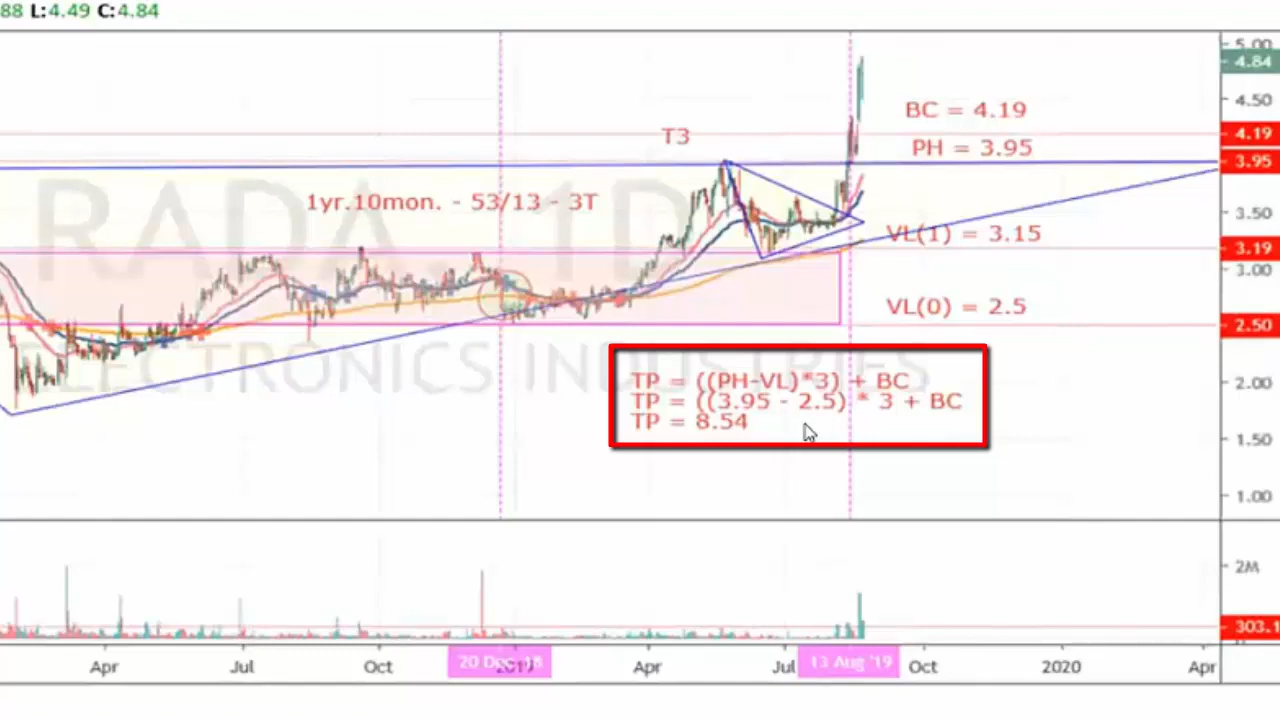 88 L:4.49 C:4.84
5.00
4.84
4.50
BC = 4.19
4.19
T3
PH = 3.95
3.95
RADA, 1D
1yr.10mon. - 53/13 - 3T
3.50
VL(1) = 3.15
3.19
3.00
VL(0) = 2.5
2.50
LECTRONICS INDUSTRIES
TP = ((PH-VL)*3) + BC
2.00
TP = ((3.95 - 2.5) * 3 + BC
TP = 8.54
1.50
1.00
2M
303.1
Apr Jul Oct 20 Dec '18 2019 Apr Jul 13 Aug '19 Oct 2020 Apr